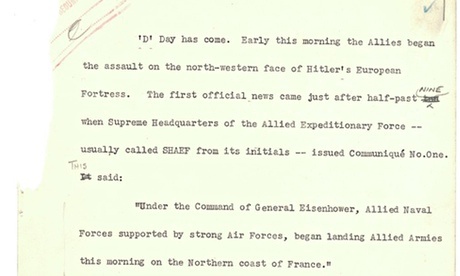 'D' Day has come. Early this morning the Allies began
the assault on the north-western face of Hitler's European
NINE
Fortress. The first official news came just after half-past
when Supreme Headquarters of the Allied Expeditionary Force --
usually called SHAEF from its initials -- issued Communiqué No.One.
THIS
It said:
"Under the Command of General Eisenhower, Allied Naval
Forces supported by strong Air Forces, began landing Allied Armies
this morning on the Northern coast of France."